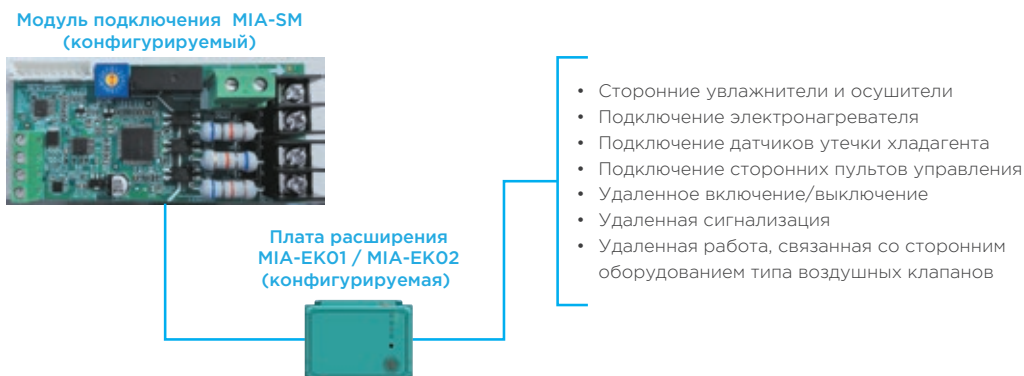 Модуль подключения MIA-SM
(конфигурируемый)
• Сторонние увлажнители и осушители
• Подключение электронагревателя
• Подключение датчиков утечки хладагента
• Подключение сторонних пультов управления
• Удаленное включение/выключение
• Удаленная сигнализация
• Удаленная работа, связанная со сторонним
оборудованием типа воздушных клапанов
Плата расширения
MIA-EK01 / MIA-EK02
(конфигурируемая)